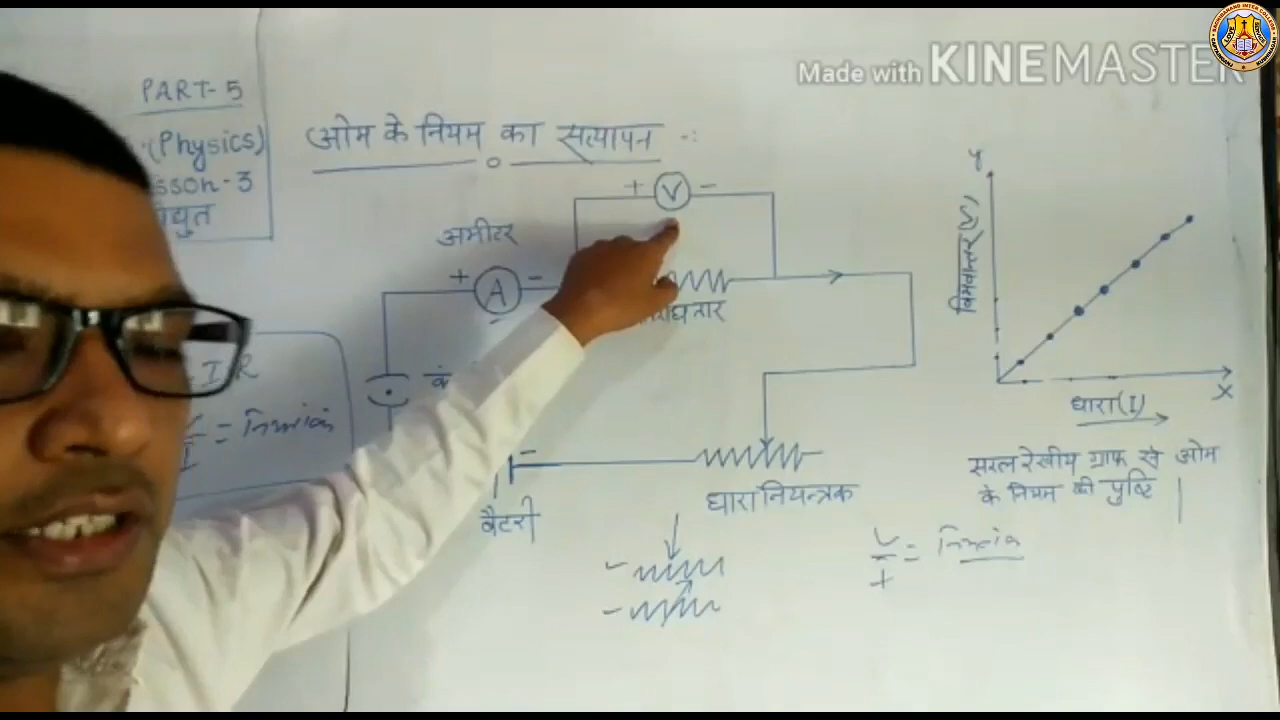 Made with KINEMASTER
PART-5
(Physics)
sson-3
द्युत
ओम के नियम का सत्यापन -:
+ V -
अमीटर
+ A -
तार
I R
I = नियतांक
-
बैटरी
धारा नियन्त्रक
Y
विभवान्तर (V)
X
धारा (I)
सरल रेखीय ग्राफ से ओम
के नियम की पुष्टि
V/I = नियतांक